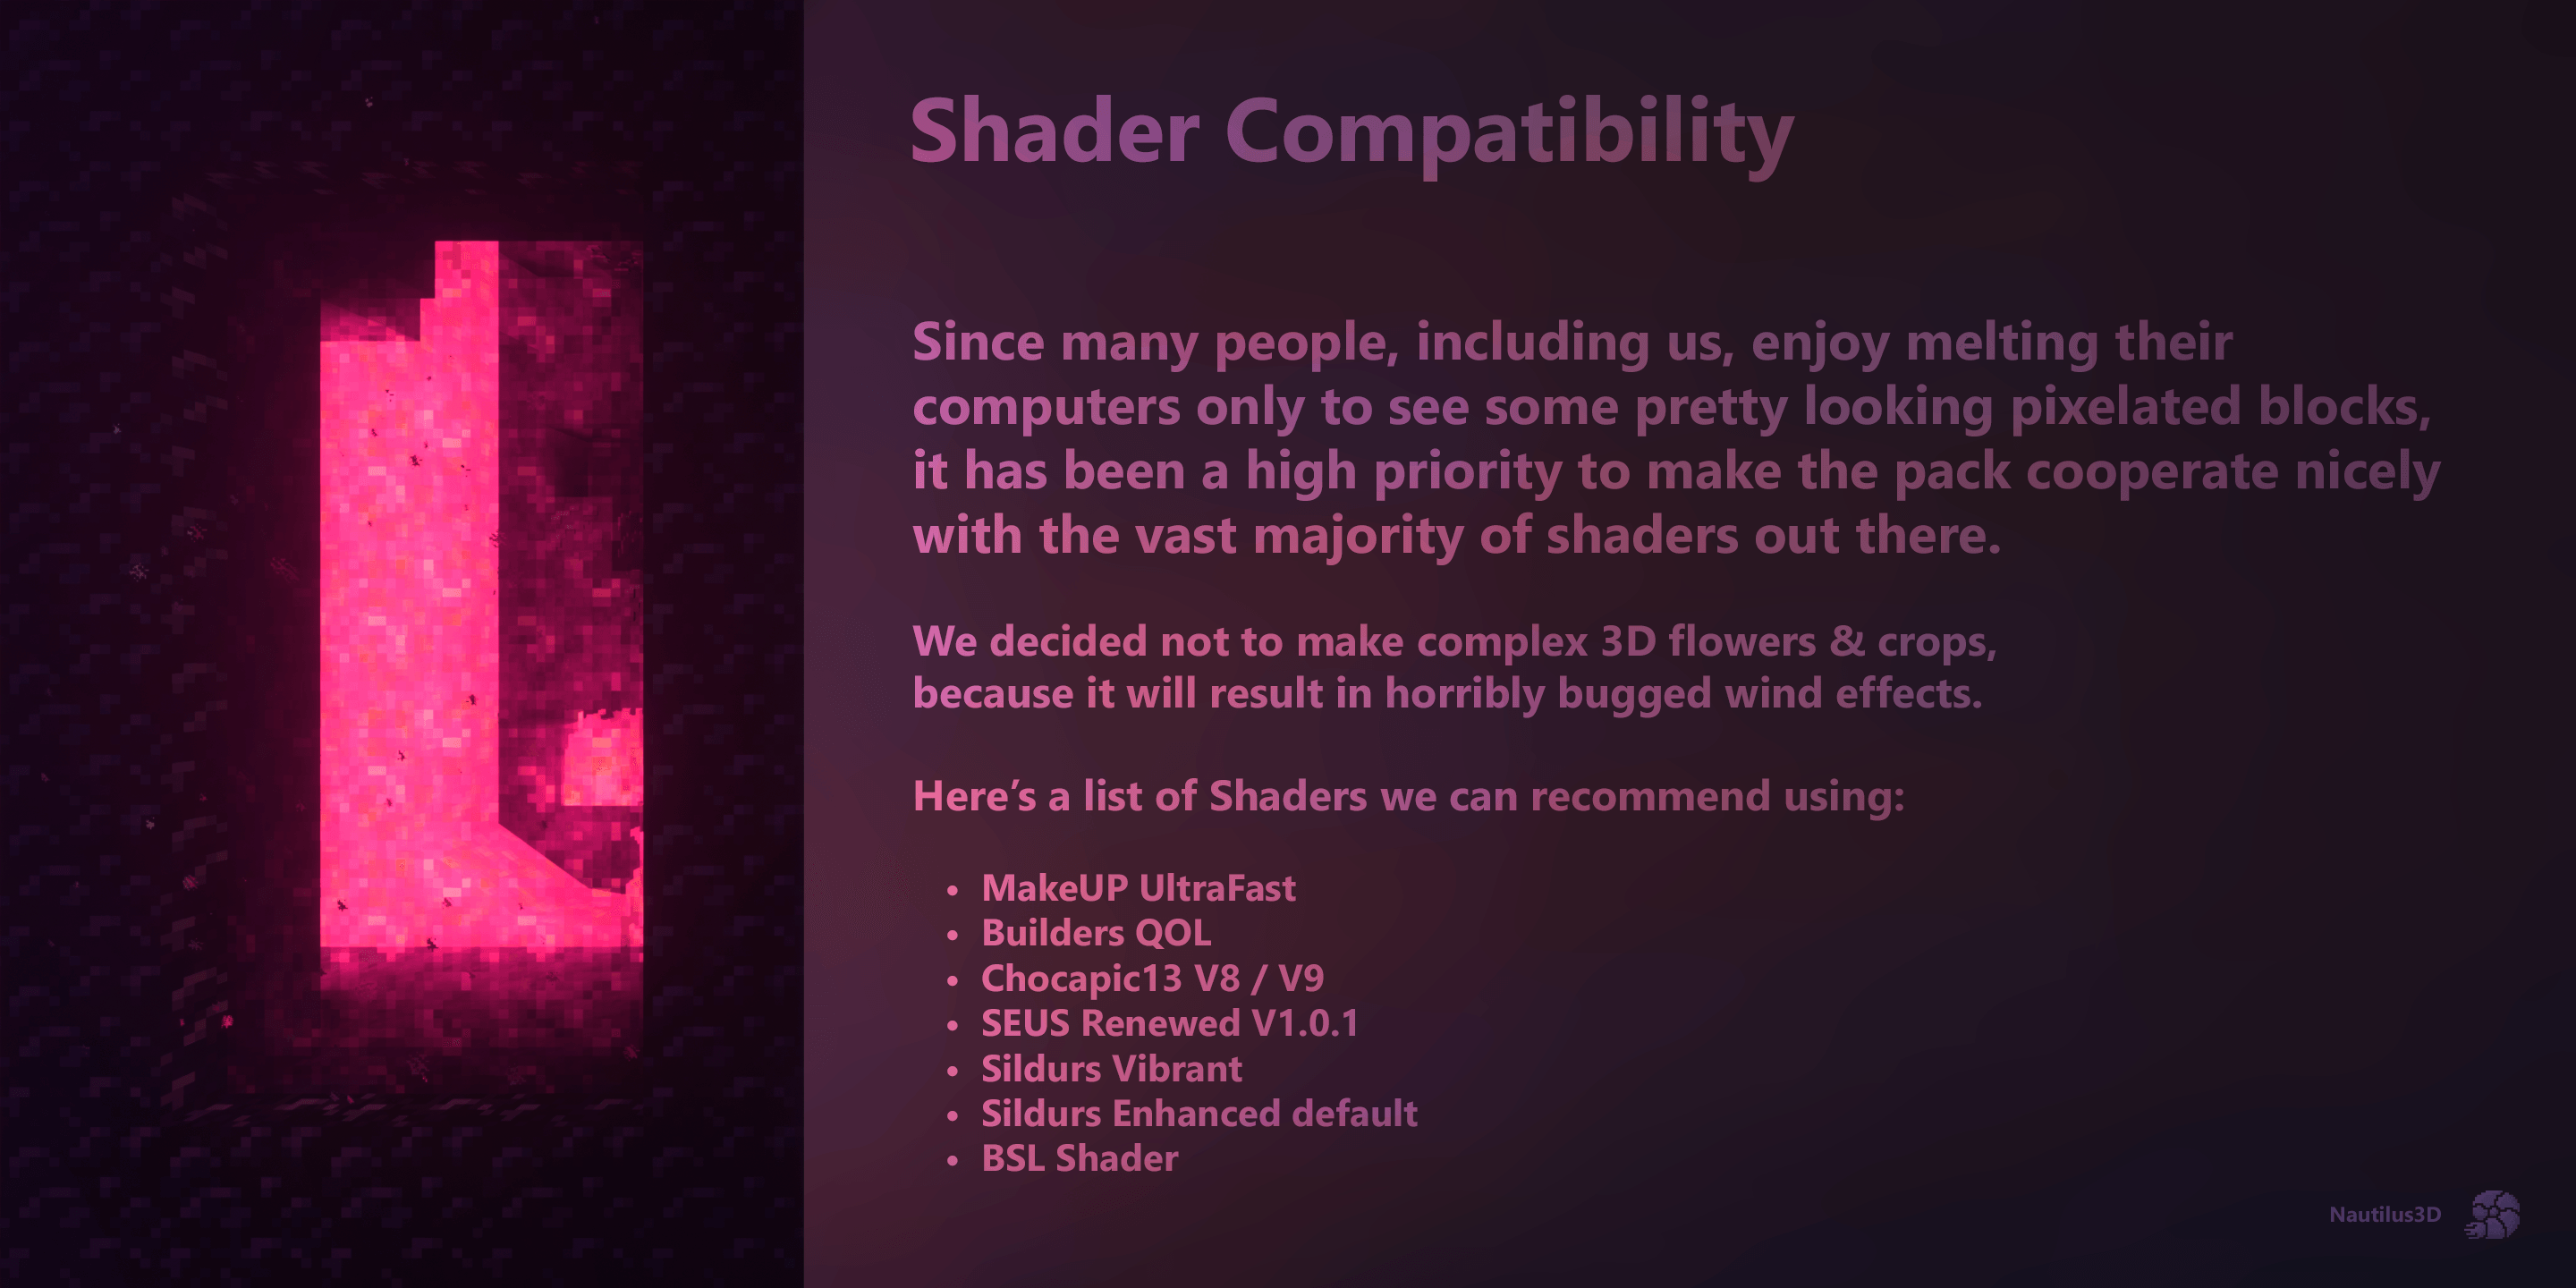 Shader Compatibility
Since many people, including us, enjoy melting their
computers only to see some pretty looking pixelated blocks,
it has been a high priority to make the pack cooperate nicely
with the vast majority of shaders out there.
We decided not to make complex 3D flowers & crops,
because it will result in horribly bugged wind effects.
Here’s a list of Shaders we can recommend using:
• MakeUP UltraFast
• Builders QOL
• Chocapic13 V8 / V9
• SEUS Renewed V1.0.1
• Sildurs Vibrant
• Sildurs Enhanced default
• BSL Shader
Nautilus3D